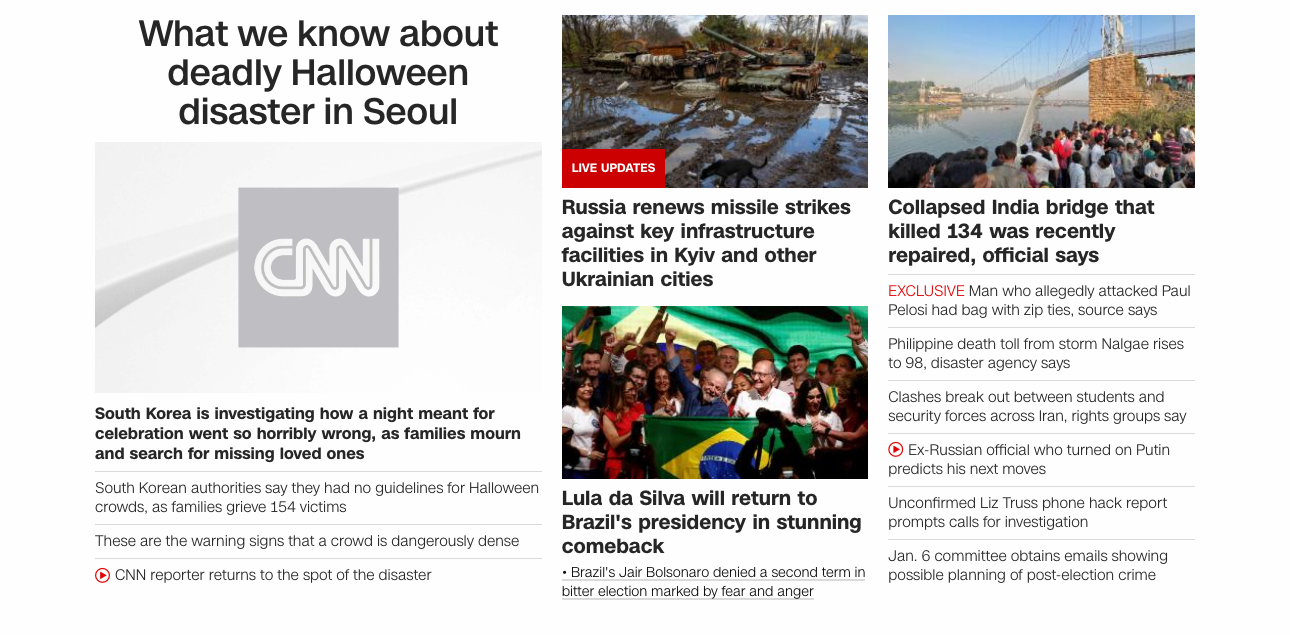 What we know about
deadly Halloween
disaster in Seoul
CNN
South Korea is investigating how a night meant for
celebration went so horribly wrong, as families mourn
and search for missing loved ones
South Korean authorities say they had no guidelines for Halloween
crowds, as families grieve 154 victims
These are the warning signs that a crowd is dangerously dense
CNN reporter returns to the spot of the disaster
LIVE UPDATES
Russia renews missile strikes
against key infrastructure
facilities in Kyiv and other
Ukrainian cities
Lula da Silva will return to
Brazil's presidency in stunning
comeback
• Brazil's Jair Bolsonaro denied a second term in
bitter election marked by fear and anger
Collapsed India bridge that
killed 134 was recently
repaired, official says
EXCLUSIVE Man who allegedly attacked Paul
Pelosi had bag with zip ties, source says
Philippine death toll from storm Nalgae rises
to 98, disaster agency says
Clashes break out between students and
security forces across Iran, rights groups say
Ex-Russian official who turned on Putin
predicts his next moves
Unconfirmed Liz Truss phone hack report
prompts calls for investigation
Jan. 6 committee obtains emails showing
possible planning of post-election crime